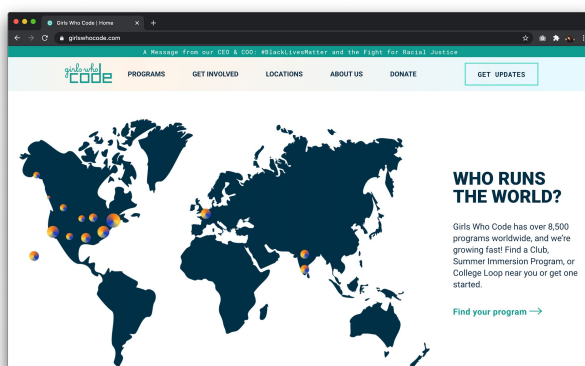 Girls Who Code | Home
girlswhocode.com
A Message from our CEO & COO: #BlackLivesMatter and the Fight for Racial Justice
girls who CODE
PROGRAMS GET INVOLVED LOCATIONS ABOUT US DONATE GET UPDATES
WHO RUNS
THE WORLD?
Girls Who Code has over 8,500
programs worldwide, and we're
growing fast! Find a Club,
Summer Immersion Program, or
College Loop near you or get one
started.
Find your program